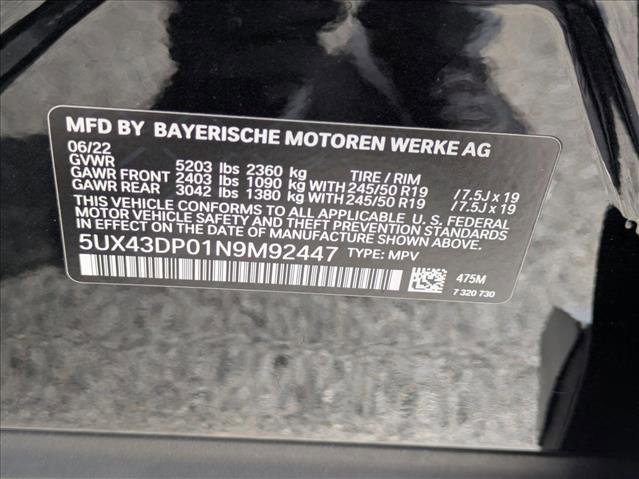 MFD BY BAYERISCHE MOTOREN WERKE AG
06/22
GVWR 5203 lbs 2360 kg TIRE / RIM
GAWR FRONT 2403 lbs 1090 kg WITH 245/50 R19 / 7.5J x 19
GAWR REAR 3042 lbs 1380 kg WITH 245/50 R19 / 7.5J x 19
THIS VEHICLE CONFORMS TO ALL APPLICABLE U.S. FEDERAL
MOTOR VEHICLE SAFETY AND THEFT PREVENTION STANDARDS
IN EFFECT ON THE DATE OF MANUFACTURE SHOWN ABOVE.
5UX43DP01N9M92447 TYPE: MPV
475M
7 320 730